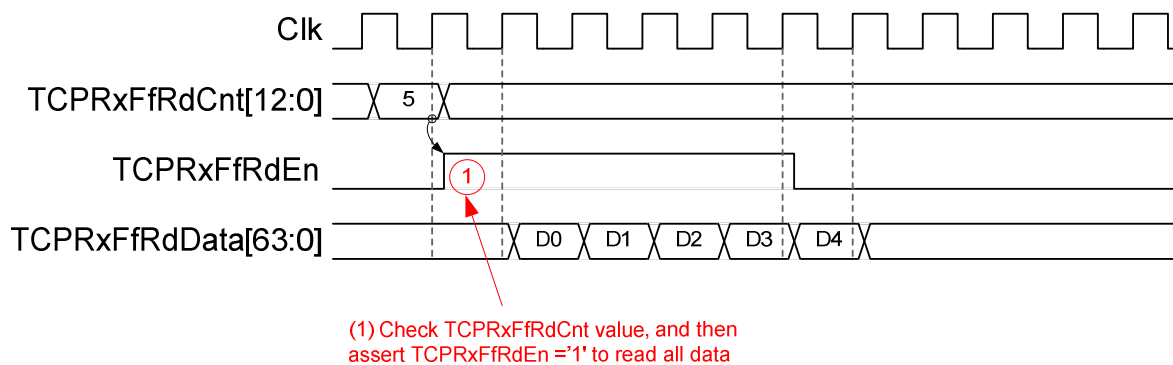 Clk
TCPRxFfRdCnt[12:0]
5
TCPRxFfRdEn
1
TCPRxFfRdData[63:0]
D0 D1 D2 D3 D4
(1) Check TCPRxFfRdCnt value, and then
assert TCPRxFfRdEn ='1' to read all data